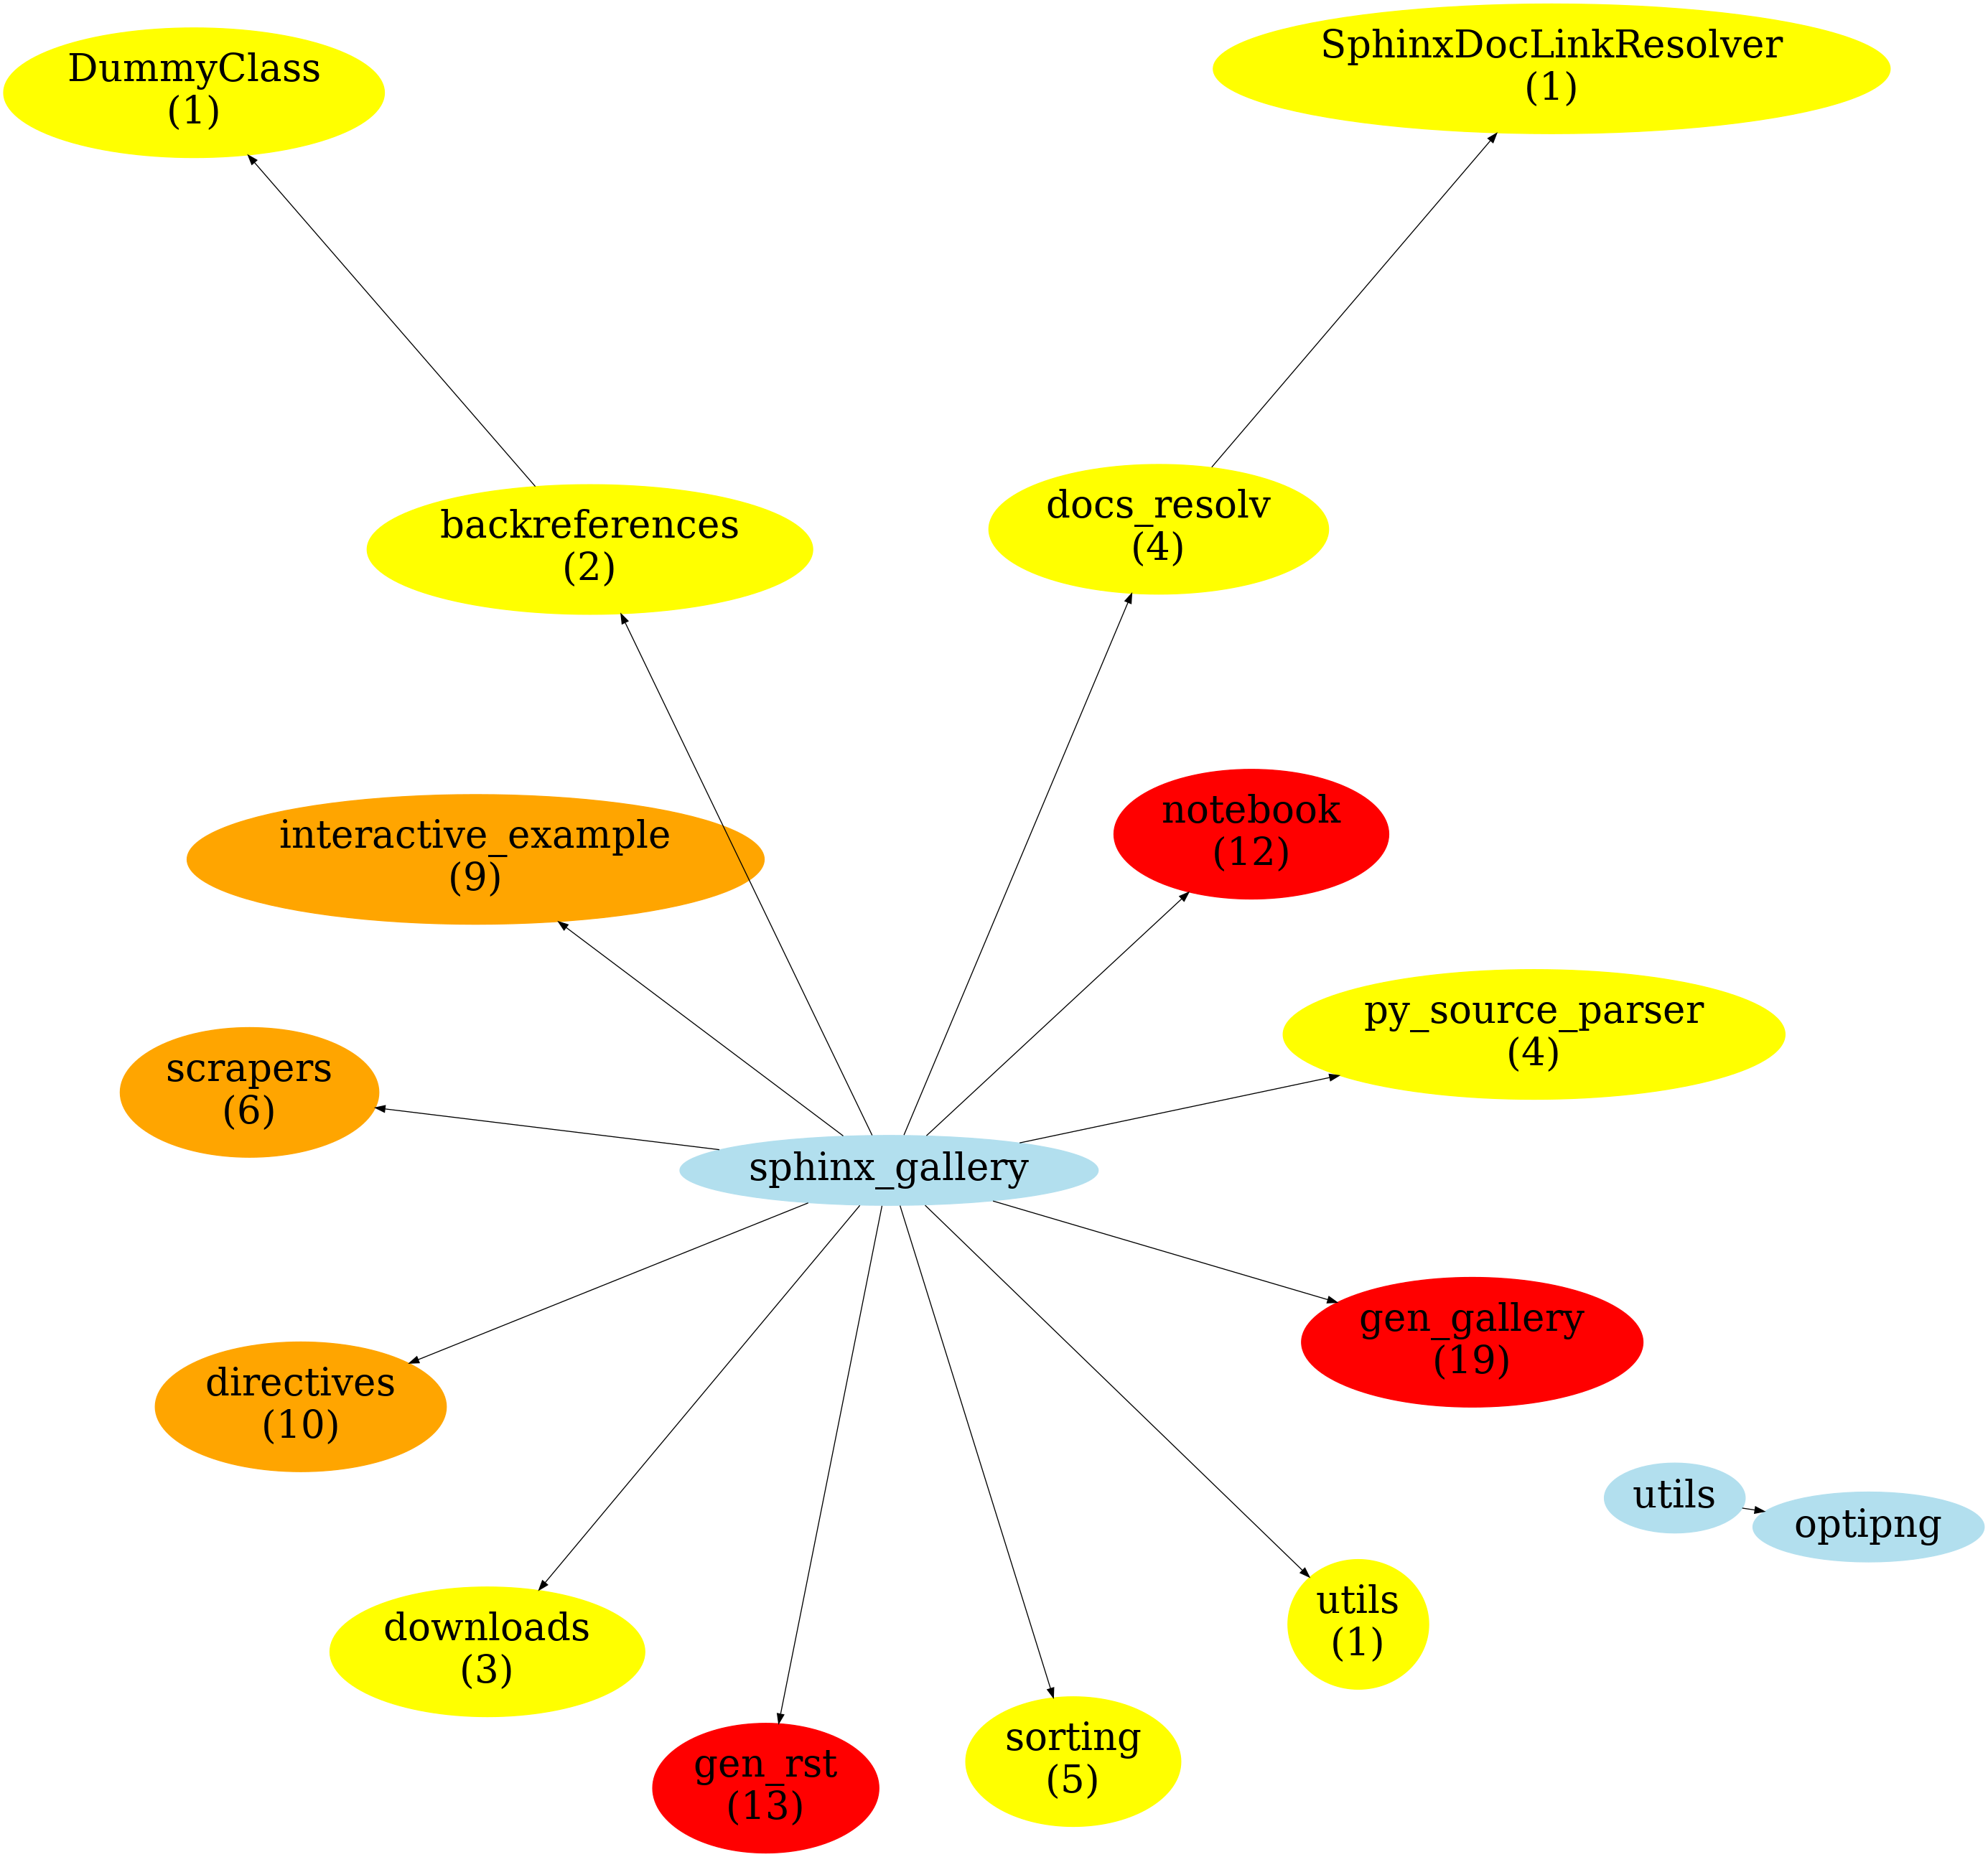 SphinxDocLinkResolver
(1)
DummyClass
(1)
docs_resolv
(4)
backreferences
(2)
notebook
(12)
interactive_example
(9)
py_source_parser
(4)
scrapers
(6)
sphinx_gallery
gen_gallery
(19)
directives
(10)
utils
optipng
utils
(1)
downloads
(3)
sorting
(5)
gen_rst
(13)